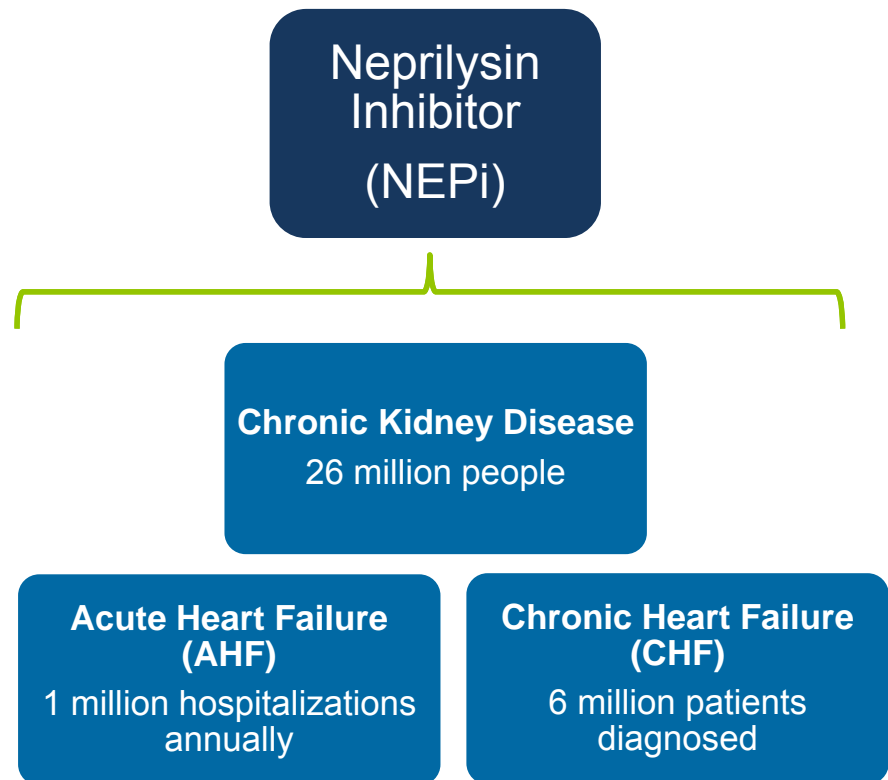 Neprilysin
Inhibitor
(NEPi)
Chronic Kidney Disease
26 million people
Acute Heart Failure
(AHF)
1 million hospitalizations
annually
Chronic Heart Failure
(CHF)
6 million patients
diagnosed